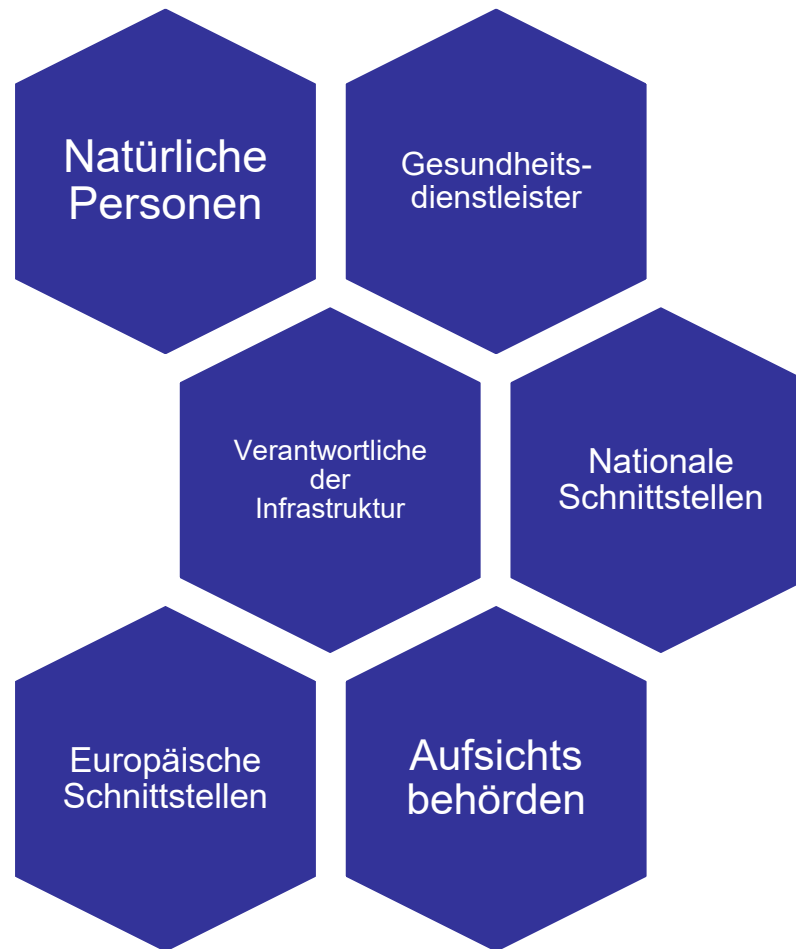 Natürliche
Personen
Gesundheits-
dienstleister
Verantwortliche
der
Infrastruktur
Nationale
Schnittstellen
Europäische
Schnittstellen
Aufsichts
behörden